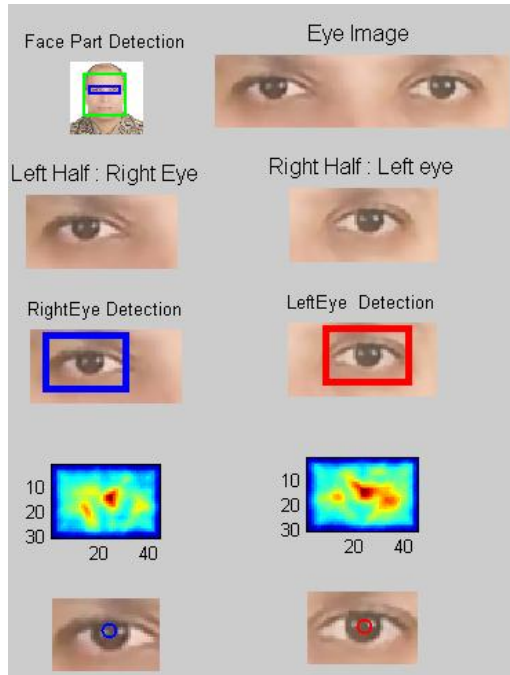 Face Part Detection
Eye Image
Left Half : Right Eye
Right Half : Left eye
RightEye Detection
LeftEye Detection
10
20
30
20 40
10
20
30
20 40